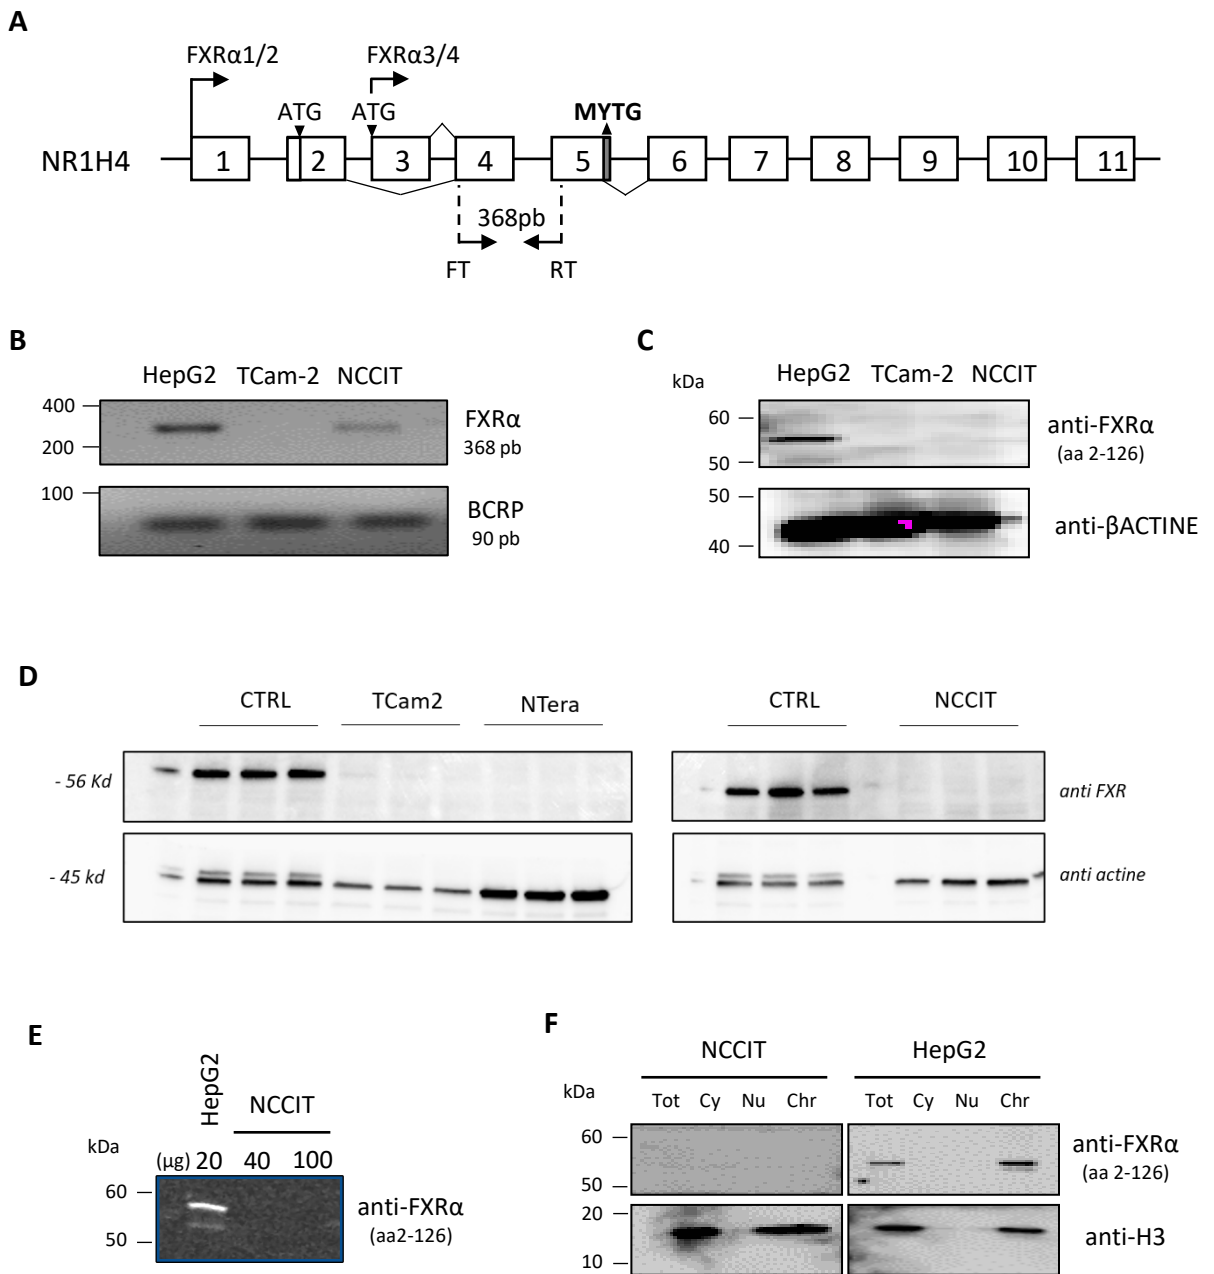 A
FXRα1/2 FXRα3/4
ATG ATG MYTG
NR1H4 1 2 3 4 5 6 7 8 9 10 11
368pb
FT RT
B
HepG2 TCam-2 NCCIT
400
200
FXRα
368 pb
100
BCRP
90 pb
C
kDa HepG2 TCam-2 NCCIT
60
50
anti-FXRα
(aa 2-126)
50
40
anti-βACTINE
D
CTRL TCam2 NTera CTRL NCCIT
- 56 Kd anti FXR
- 45 kd anti actine
E
HepG2
NCCIT
kDa
(µg) 20 40 100
60
50
anti-FXRα
(aa2-126)
F
NCCIT HepG2
kDa
Tot Cy Nu Chr Tot Cy Nu Chr
60
50
anti-FXRα
(aa 2-126)
20
10
anti-H3